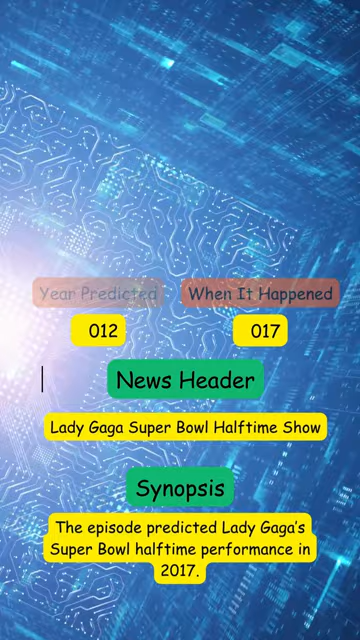 Year Predicted When It Happened
012 017
News Header
Lady Gaga Super Bowl Halftime Show
Synopsis
The episode predicted Lady Gaga's
Super Bowl halftime performance in
2017.